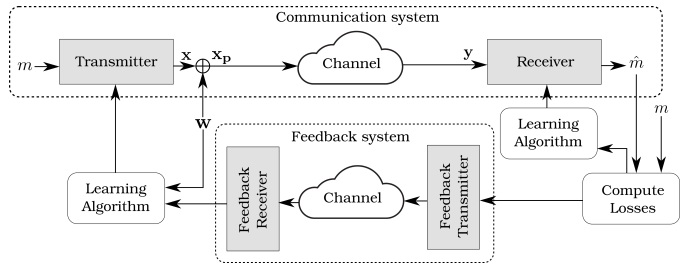 Communication system
m
Transmitter
x
x_p
Channel
y
Receiver
m̂
w
Feedback system
Learning
Algorithm
m
Learning
Algorithm
Feedback
Receiver
Channel
Feedback
Transmitter
Compute
Losses